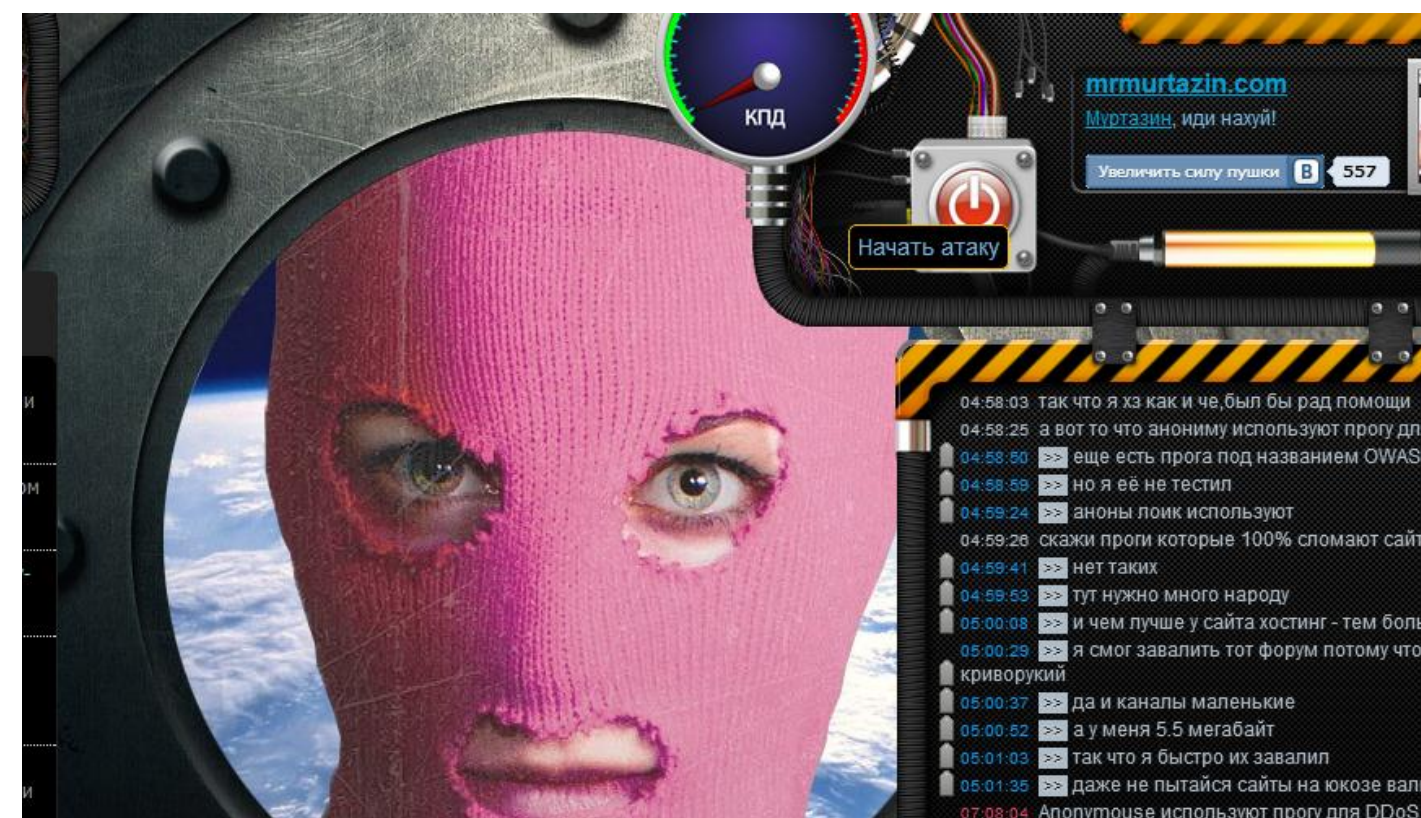 КПД
mrmurtazin.com
Муртазин, иди нахуй!
Увеличить силу пушки B 557
Начать атаку
и
ом
-
и
04:58:03 так что я хз как и че,был бы рад помощи
04:58:25 а вот то что анониму используют прогу дл
04:58:50 >> еще есть прога под названием OWAS
04:58:59 >> но я её не тестил
04:59:24 >> аноны лоик используют
04:59:26 скажи проги которые 100% сломают сайт
04:59:41 >> нет таких
04:59:53 >> тут нужно много народу
05:00:08 >> и чем лучше у сайта хостинг - тем боль
05:00:29 >> я смог завалить тот форум потому что
криворукий
05:00:37 >> да и каналы маленькие
05:00:52 >> а у меня 5.5 мегабайт
05:01:03 >> так что я быстро их завалил
05:01:35 >> даже не пытайся сайты на юкозе вал
07:08:04 Anonymouse используют прогу для DDoS